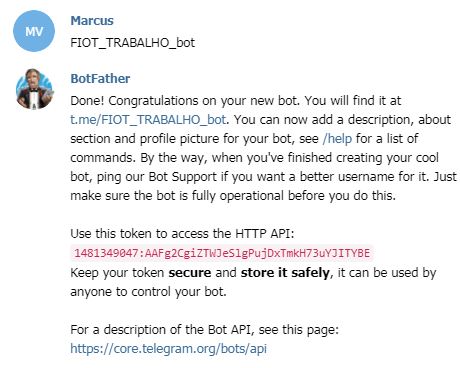 MV
Marcus
FIOT_TRABALHO_bot
BotFather
Done! Congratulations on your new bot. You will find it at
t.me/FIOT_TRABALHO_bot. You can now add a description, about
section and profile picture for your bot, see /help for a list of
commands. By the way, when you've finished creating your cool
bot, ping our Bot Support if you want a better username for it. Just
make sure the bot is fully operational before you do this.
Use this token to access the HTTP API:
1481349047:AAFg2CgiZTWJeSlgPujDxTmkH73uYJITYBE
Keep your token secure and store it safely, it can be used by
anyone to control your bot.
For a description of the Bot API, see this page:
https://core.telegram.org/bots/api